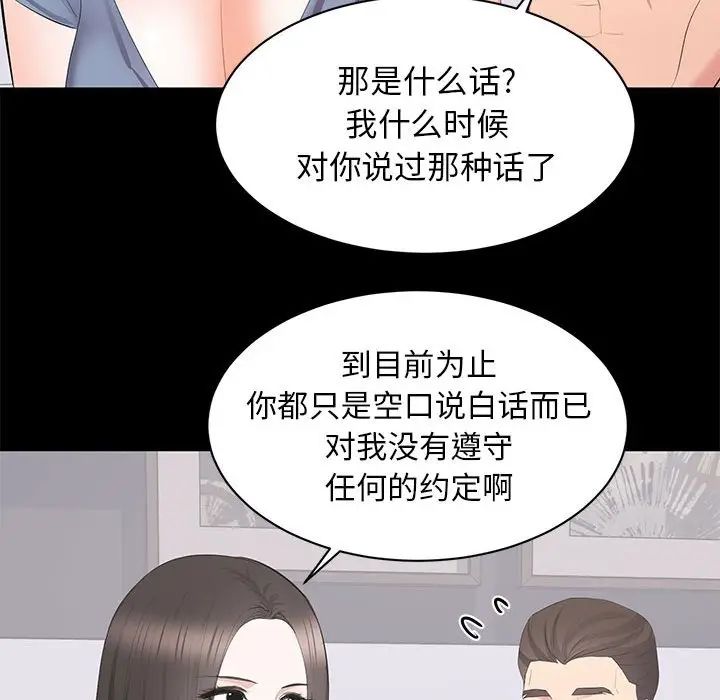 那是什么话?
我什么时候
对你说过那种话了
到目前为止
你都只是空口说白话而已
对我没有遵守
任何的约定啊